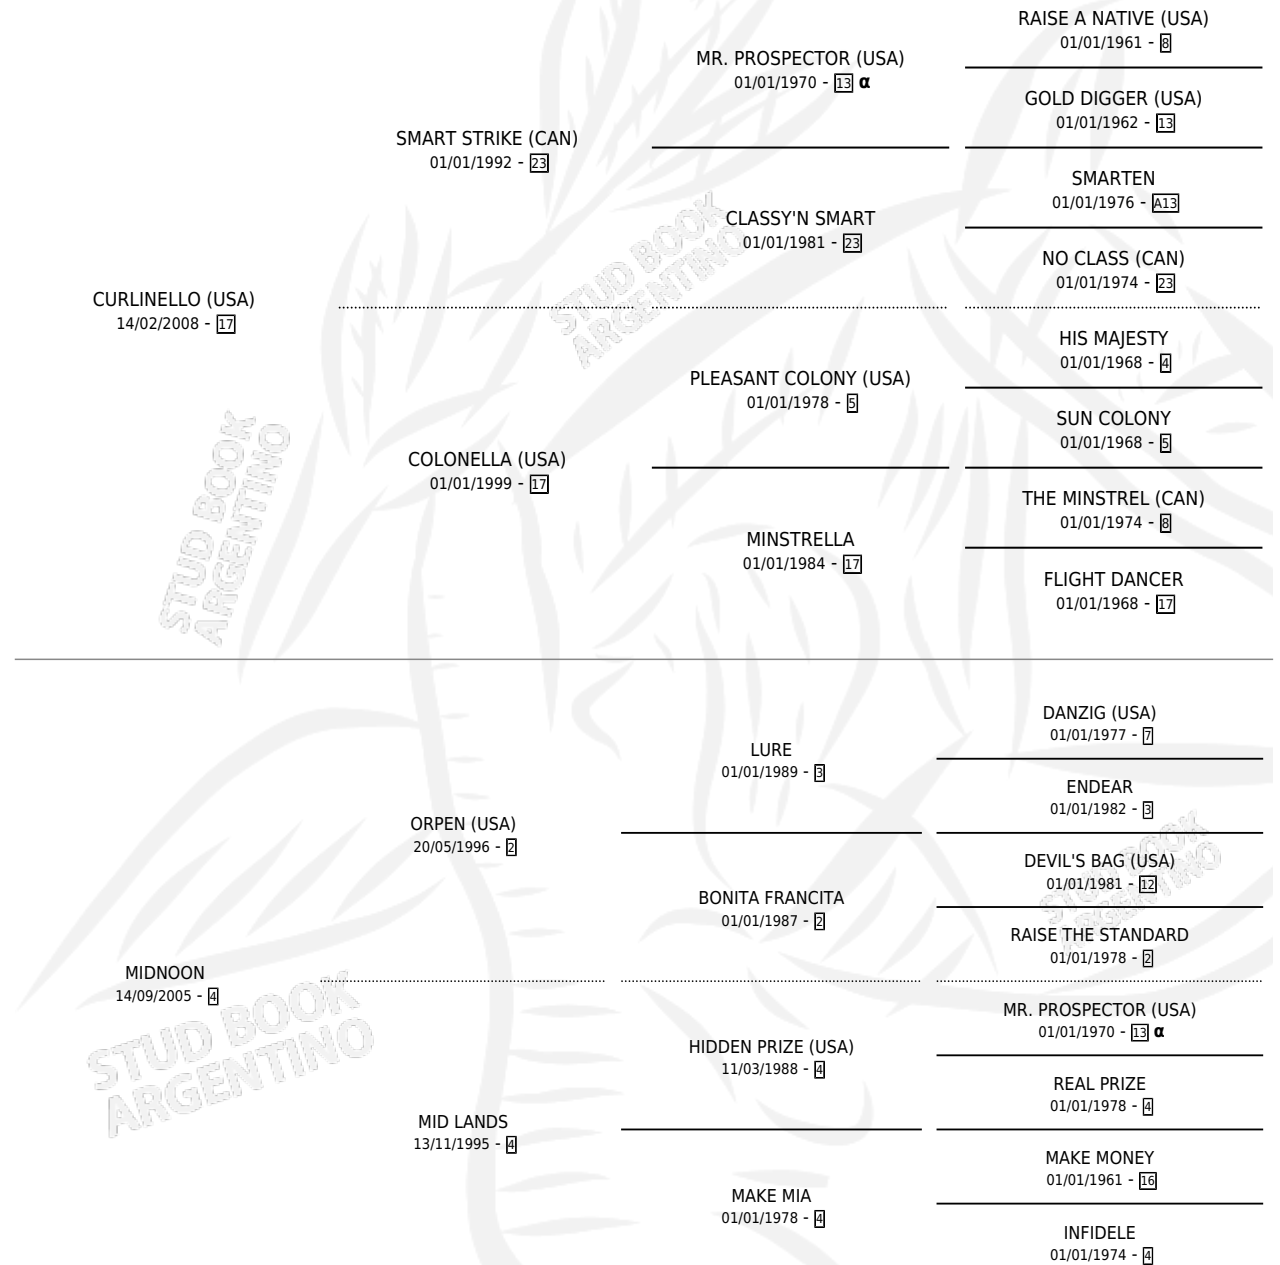 CURLINELLO (USA)
14/02/2008 - 17
SMART STRIKE (CAN)
01/01/1992 - 23
COLONELLA (USA)
01/01/1999 - 17
MR. PROSPECTOR (USA)
01/01/1970 - 13 α
CLASSY'N SMART
01/01/1981 - 23
PLEASANT COLONY (USA)
01/01/1978 - 5
MINSTRELLA
01/01/1984 - 17
RAISE A NATIVE (USA)
01/01/1961 - 8
GOLD DIGGER (USA)
01/01/1962 - 13
SMARTEN
01/01/1976 - A13
NO CLASS (CAN)
01/01/1974 - 23
HIS MAJESTY
01/01/1968 - 4
SUN COLONY
01/01/1968 - 5
THE MINSTREL (CAN)
01/01/1974 - 8
FLIGHT DANCER
01/01/1968 - 17
MIDNOON
14/09/2005 - 4
ORPEN (USA)
20/05/1996 - 2
MID LANDS
13/11/1995 - 4
LURE
01/01/1989 - 3
BONITA FRANCITA
01/01/1987 - 2
HIDDEN PRIZE (USA)
11/03/1988 - 4
MAKE MIA
01/01/1978 - 4
DANZIG (USA)
01/01/1977 - 7
ENDEAR
01/01/1982 - 3
DEVIL'S BAG (USA)
01/01/1981 - 12
RAISE THE STANDARD
01/01/1978 - 2
MR. PROSPECTOR (USA)
01/01/1970 - 13 α
REAL PRIZE
01/01/1978 - 4
MAKE MONEY
01/01/1961 - 16
INFIDELE
01/01/1974 - 4
STUD BOOK
ARGENTINO
STUD BOOK
ARGENTINO
STUD BOOK
ARGENTINO
STUD BOOK
ARGENTINO